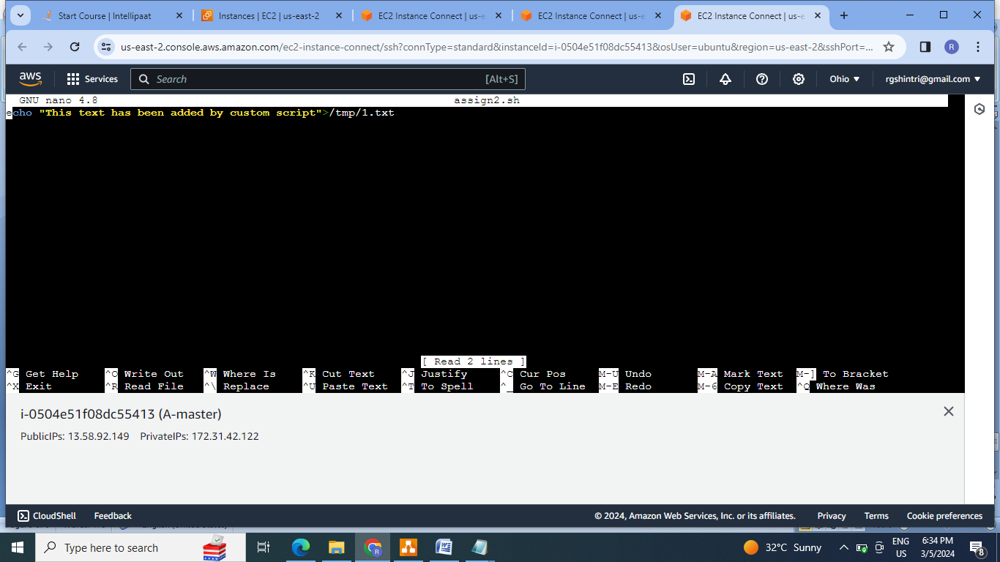 Start Course | Intellipaat
Instances | EC2 | us-east-2
EC2 Instance Connect | us-e
EC2 Instance Connect | us-e
EC2 Instance Connect | us-e
us-east-2.console.aws.amazon.com/ec2-instance-connect/ssh?connType=standard&instanceId=i-0504e51f08dc55413&osUser=ubuntu&region=us-east-2&sshPort=...
R
aws
Services
Search
[Alt+S]
Ohio
rgshintri@gmail.com
GNU nano 4.8 assign2.sh
echo "This text has been added by custom script">/tmp/1.txt
[ Read 2 lines ]
^G Get Help ^O Write Out ^W Where Is ^K Cut Text ^J Justify ^C Cur Pos M-U Undo M-A Mark Text M-] To Bracket
^X Exit ^R Read File ^\ Replace ^U Paste Text ^T To Spell ^_ Go To Line M-E Redo M-6 Copy Text ^Q Where Was
i-0504e51f08dc55413 (A-master)
PublicIPs: 13.58.92.149 PrivateIPs: 172.31.42.122
CloudShell Feedback
© 2024, Amazon Web Services, Inc. or its affiliates. Privacy Terms Cookie preferences
Type here to search
32°C Sunny
ENG
US
6:34 PM
3/5/2024
8